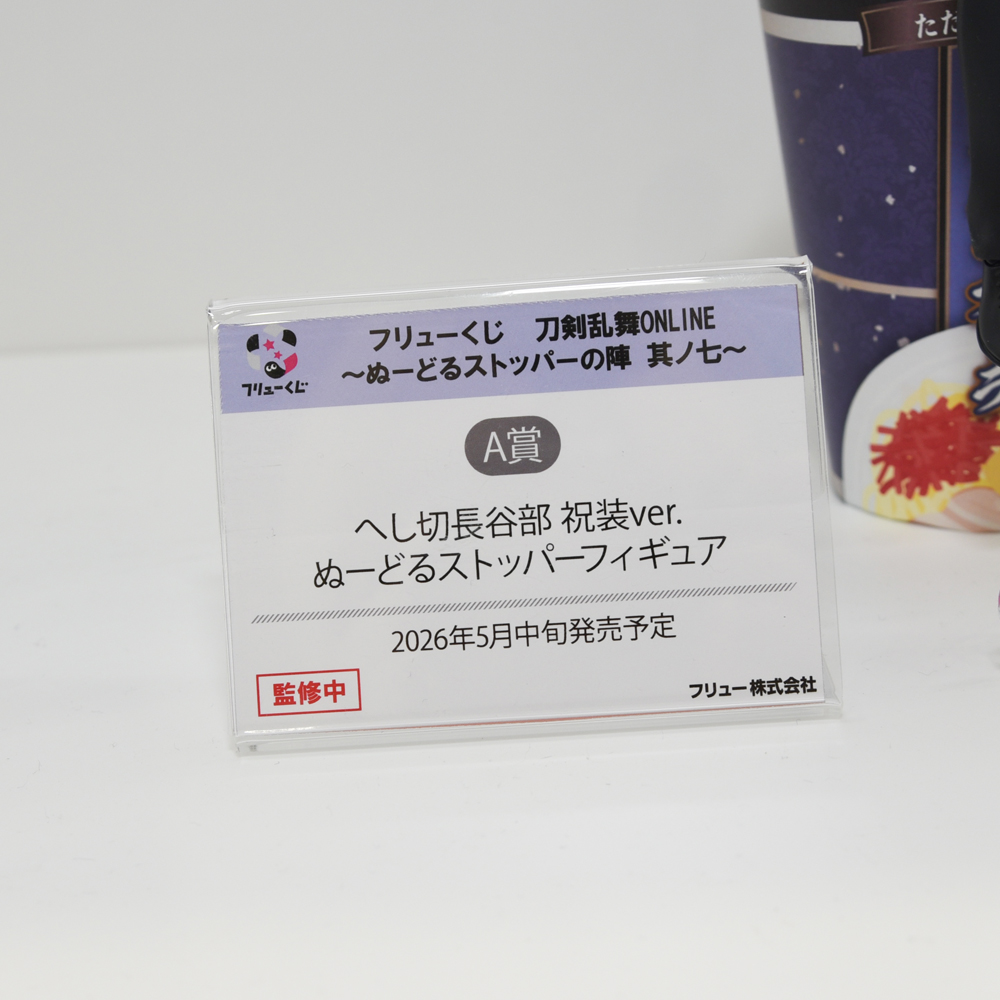 フリューくじ 刀剣乱舞ONLINE
～ぬーどるストッパーの陣 其ノ七～
フリューくじ
A賞
へし切長谷部 祝装ver.
ぬーどるストッパーフィギュア
2026年5月中旬発売予定
監修中
フリュー株式会社
ただ